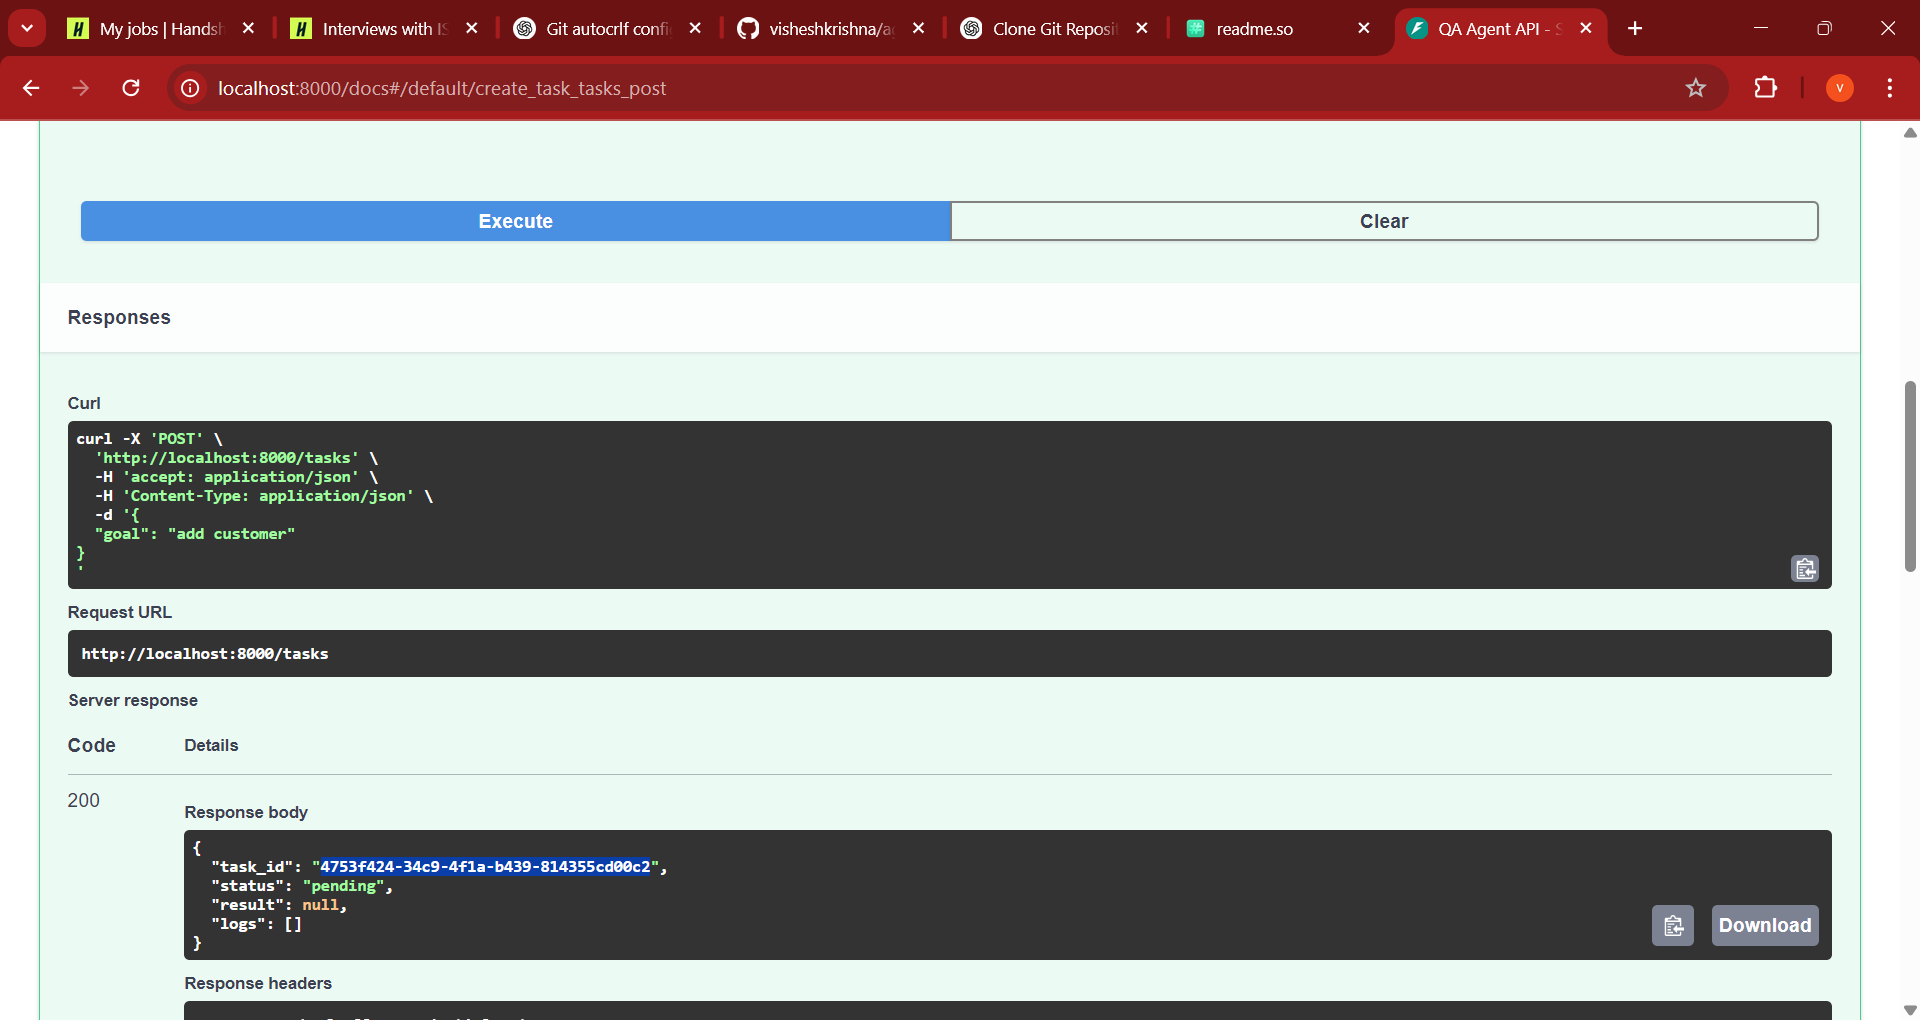 My jobs | Handsh
Interviews with IS
Git autocrlf confi
visheshkrishna/ag
Clone Git Reposit
readme.so
QA Agent API - S
localhost:8000/docs#/default/create_task_tasks_post
V
Execute
Clear
Responses
Curl
curl -X 'POST' \
'http://localhost:8000/tasks' \
-H 'accept: application/json' \
-H 'Content-Type: application/json' \
-d '{
"goal": "add customer"
}
'
Request URL
http://localhost:8000/tasks
Server response
Code
Details
200
Response body
{
"task_id": "4753f424-34c9-4f1a-b439-814355cd00c2",
"status": "pending",
"result": null,
"logs": []
}
Download
Response headers